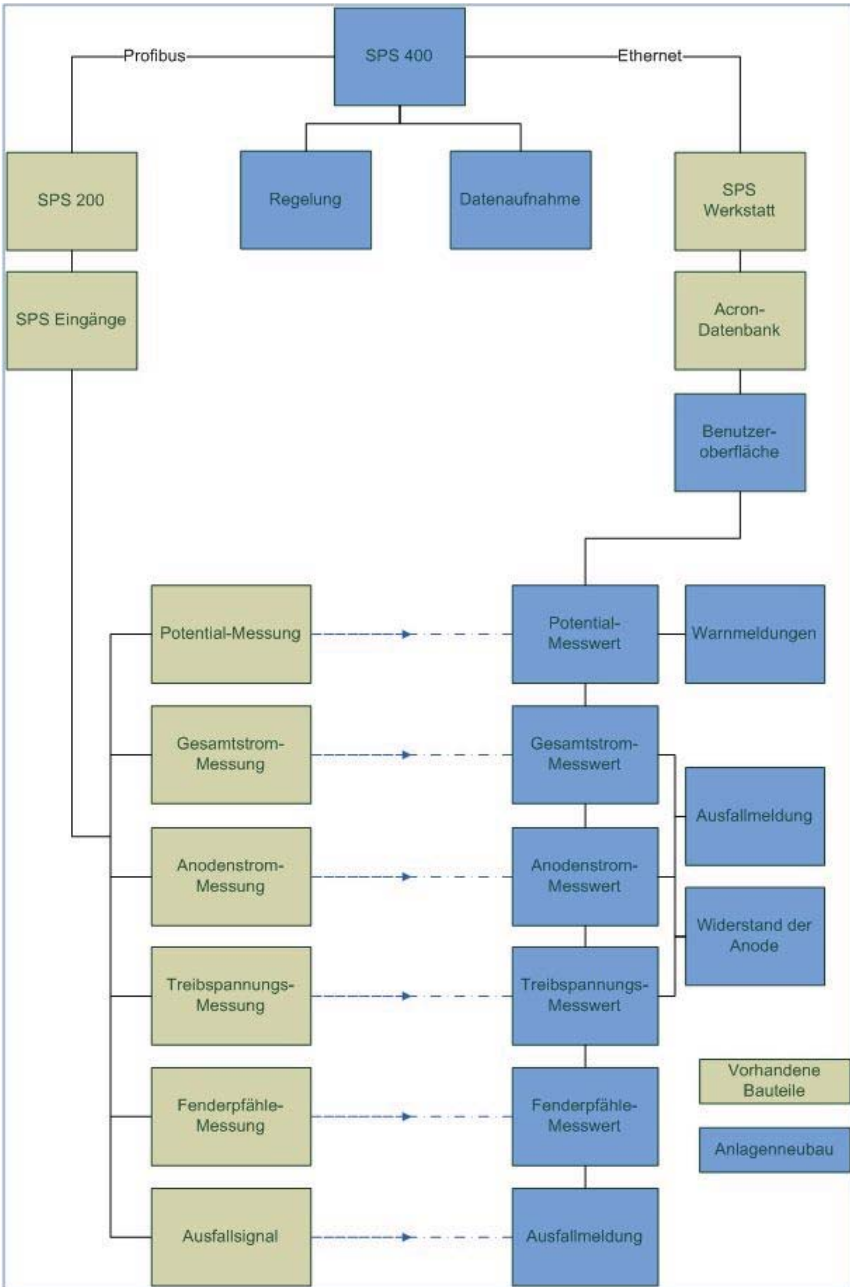 Profibus
SPS 400
Ethernet
SPS 200
Regelung
Datenaufnahme
SPS
Werkstatt
SPS Eingänge
Acron-
Datenbank
Benutzer-
oberfläche
Potential-Messung
Potential-
Messwert
Warnmeldungen
Gesamtstrom-
Messung
Gesamtstrom-
Messwert
Ausfallmeldung
Anodenstrom-
Messung
Anodenstrom-
Messwert
Widerstand der
Anode
Treibspannungs-
Messung
Treibspannungs-
Messwert
Vorhandene
Bauteile
Fenderpfähle-
Messung
Fenderpfähle-
Messwert
Anlagenneubau
Ausfallsignal
Ausfallmeldung